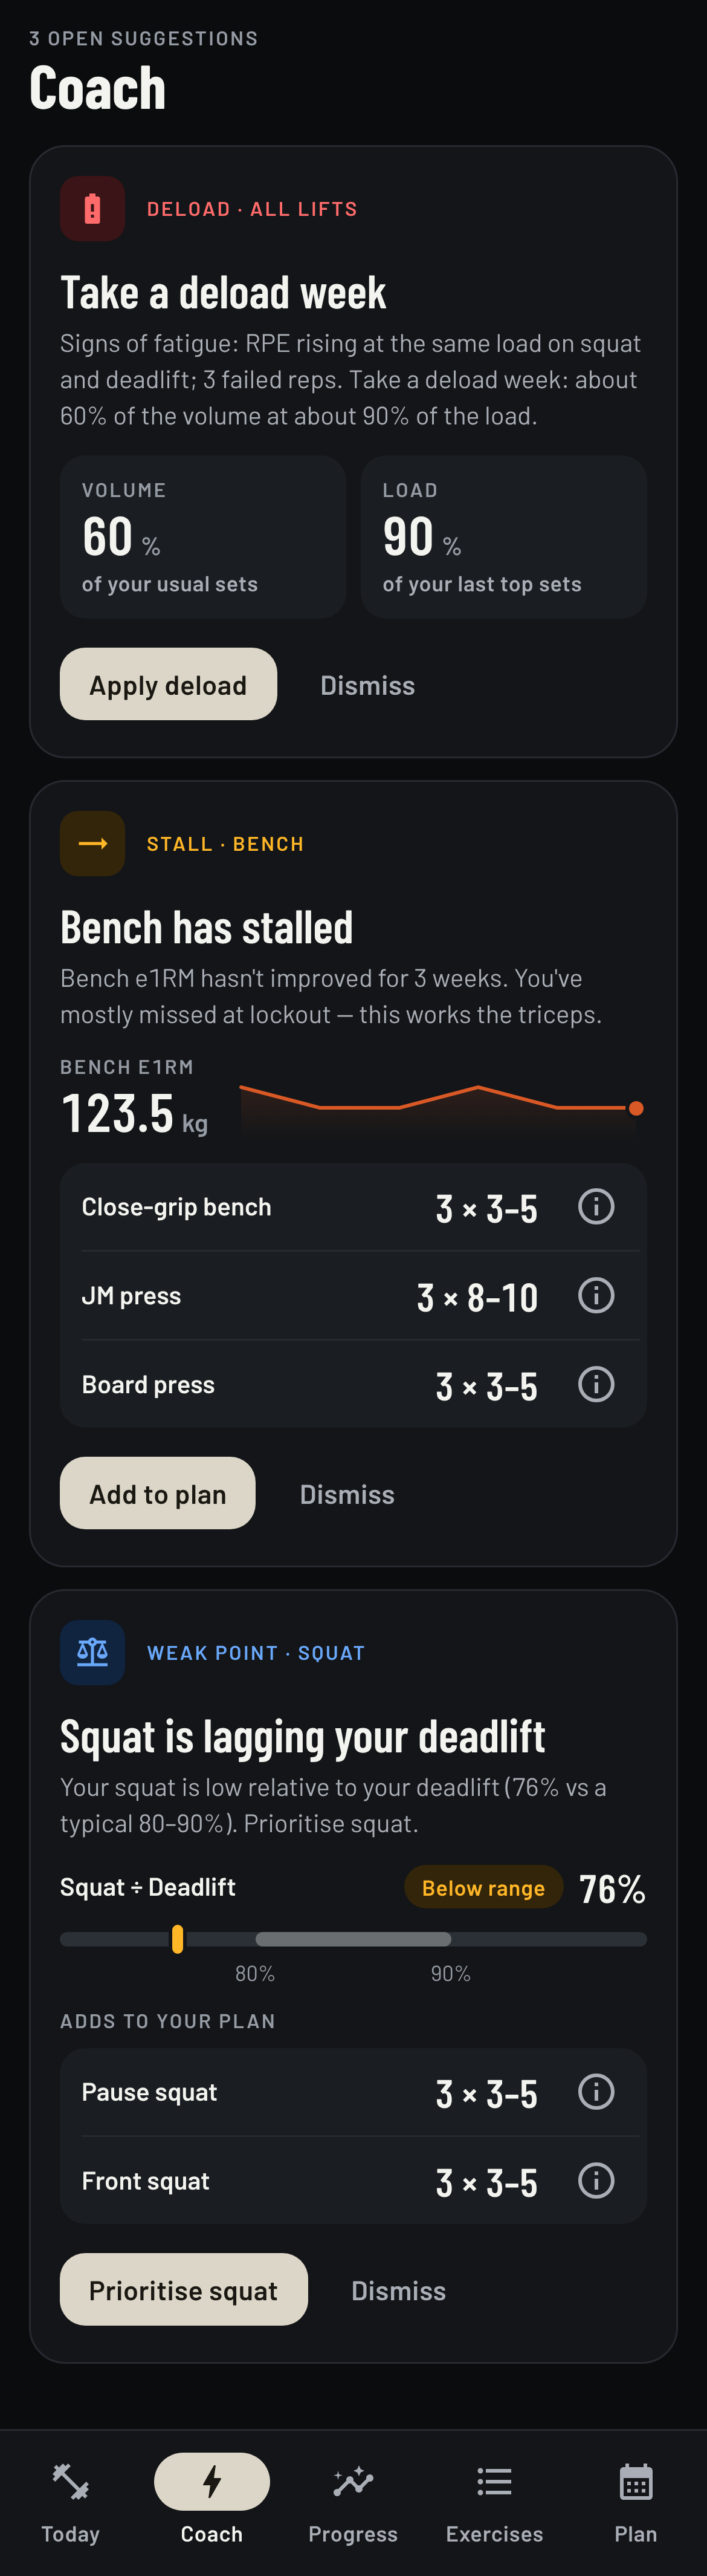 3 OPEN SUGGESTIONS
Coach
DELOAD · ALL LIFTS
Take a deload week
Signs of fatigue: RPE rising at the same load on squat
and deadlift; 3 failed reps. Take a deload week: about
60% of the volume at about 90% of the load.
VOLUME
60 %
of your usual sets
LOAD
90 %
of your last top sets
Apply deload
Dismiss
STALL · BENCH
Bench has stalled
Bench e1RM hasn't improved for 3 weeks. You've
mostly missed at lockout — this works the triceps.
BENCH E1RM
123.5 kg
Close-grip bench 3 × 3–5
JM press 3 × 8–10
Board press 3 × 3–5
Add to plan
Dismiss
WEAK POINT · SQUAT
Squat is lagging your deadlift
Your squat is low relative to your deadlift (76% vs a
typical 80–90%). Prioritise squat.
Squat ÷ Deadlift Below range 76%
80% 90%
ADDS TO YOUR PLAN
Pause squat 3 × 3–5
Front squat 3 × 3–5
Prioritise squat
Dismiss
Today Coach Progress Exercises Plan